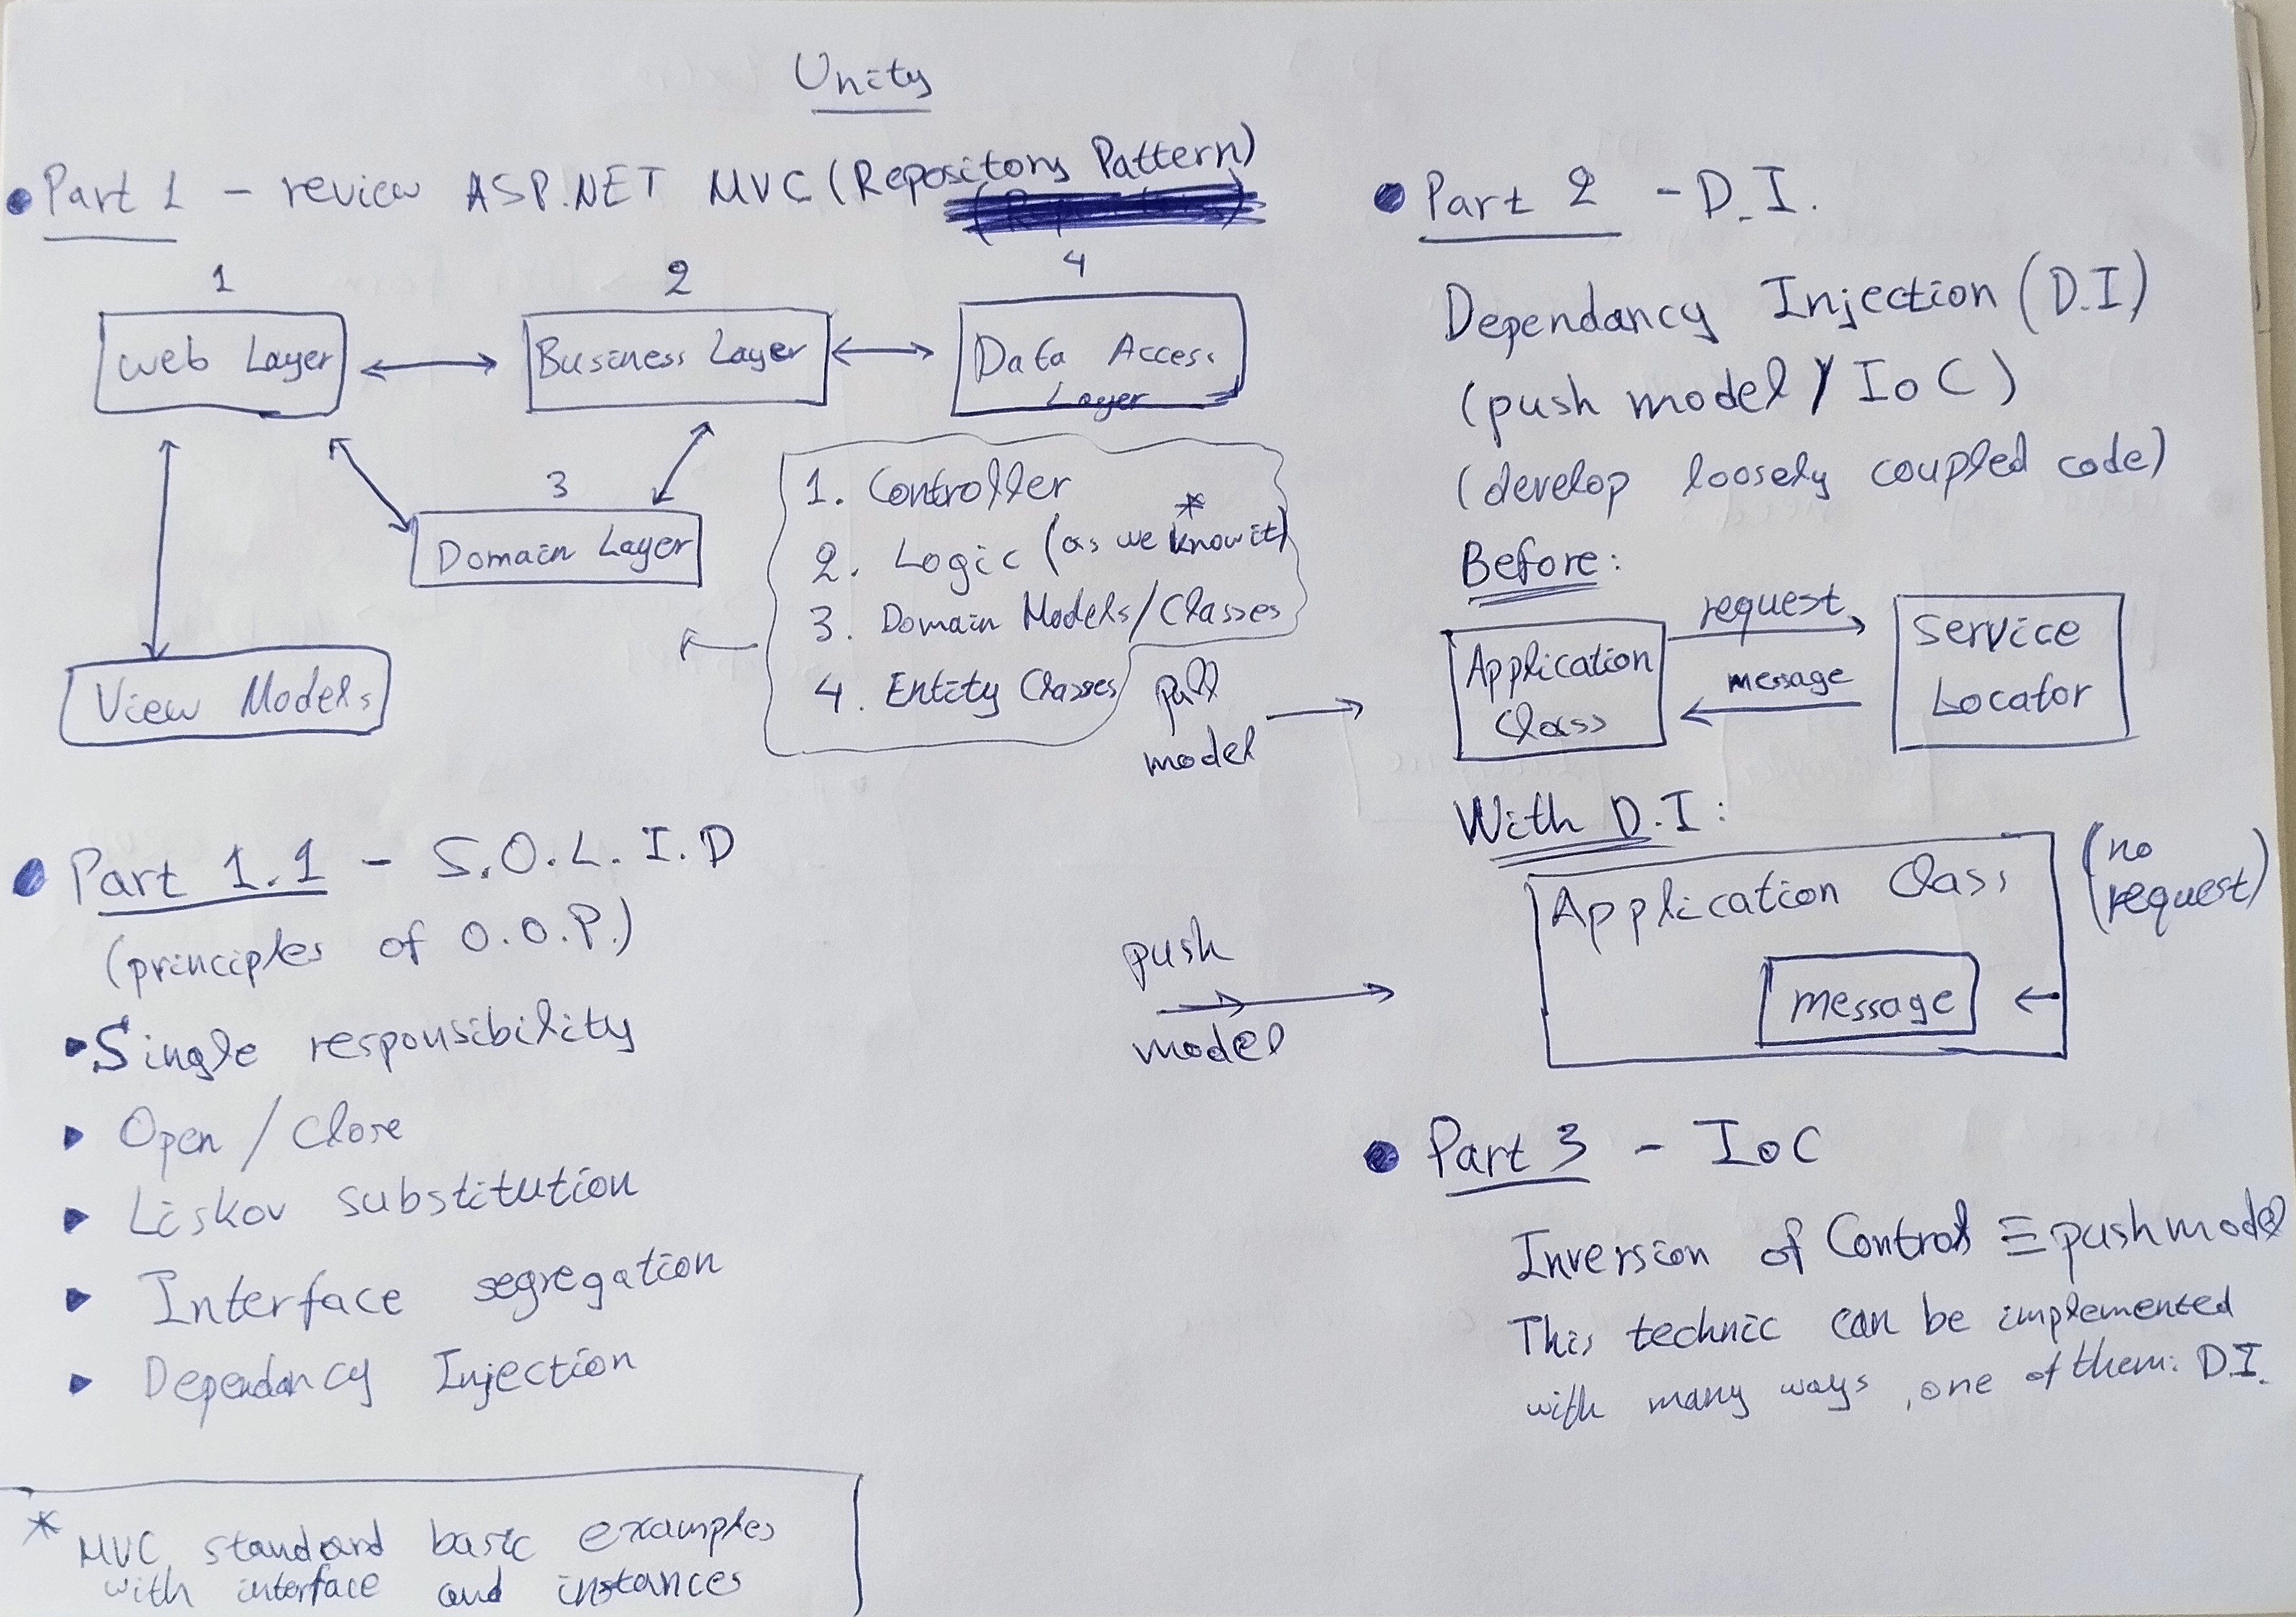 Unity
Part 1 - review ASP.NET MVC (Repository Pattern)
1
2
4
Web Layer
Business Layer
Data Access
Layer
3
Domain Layer
View Models
1. Controller
2. Logic (as we know it)*
3. Domain Models/Classes
4. Entity Classes
Part 1.1 - S.O.L.I.D
(principles of O.O.P.)
Single responsibility
Open / Close
Liskov substitution
Interface segregation
Dependancy Injection
* MVC standard basic examples
with interface and instances
Part 2 - D.I.
Dependancy Injection (D.I)
(push model / IoC)
(develop loosely coupled code)
Before:
pull
model
Application
Class
request
message
Service
Locator
With D.I:
push
model
Application Class
message
(no
request)
Part 3 - IoC
Inversion of Control ≡ push model
This technic can be implemented
with many ways, one of them: D.I.